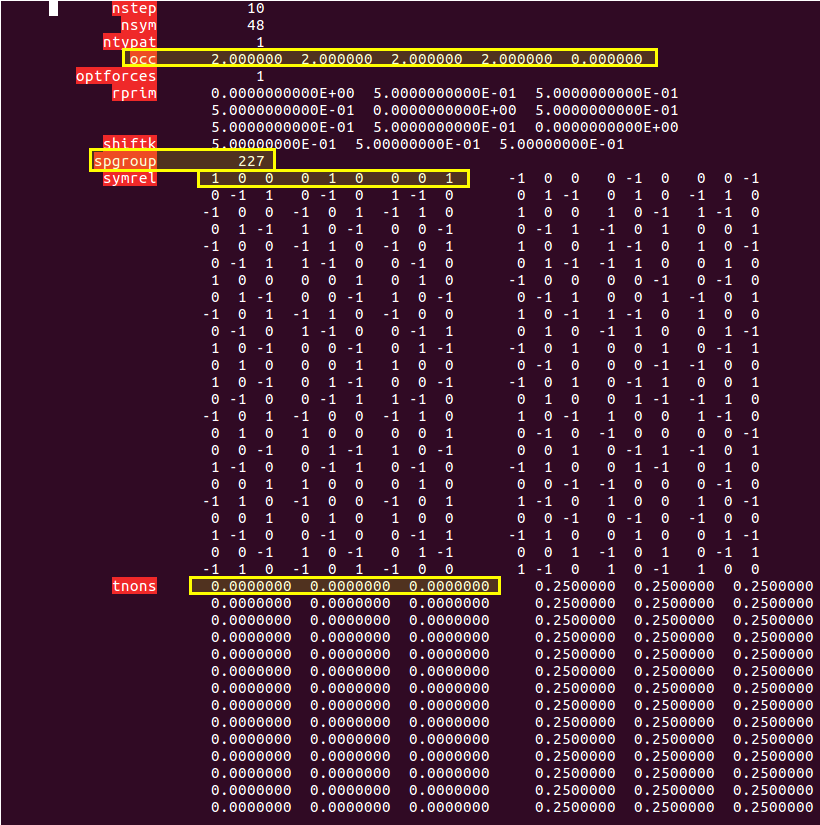 nstep 10
nsym 48
ntypat 1
occ 2.000000 2.000000 2.000000 2.000000 0.000000
optforces 1
rprim 0.0000000000E+00 5.0000000000E-01 5.0000000000E-01
5.0000000000E-01 0.0000000000E+00 5.0000000000E-01
5.0000000000E-01 5.0000000000E-01 0.0000000000E+00
shiftk 5.00000000E-01 5.00000000E-01 5.00000000E-01
spgroup 227
symrel 1 0 0 0 1 0 0 0 1 -1 0 0 0 -1 0 0 0 -1
0 -1 1 0 -1 0 1 -1 0 0 1 -1 0 1 0 -1 1 0
-1 0 0 -1 0 1 -1 1 0 1 0 0 1 0 -1 1 -1 0
0 1 -1 1 0 -1 0 0 -1 0 -1 1 -1 0 1 0 0 1
-1 0 0 -1 1 0 -1 0 1 1 0 0 1 -1 0 1 0 -1
0 -1 1 1 -1 0 0 -1 0 0 1 -1 -1 1 0 0 1 0
1 0 0 0 0 1 0 1 0 -1 0 0 0 0 -1 0 -1 0
0 1 -1 0 0 -1 1 0 -1 0 -1 1 0 0 1 -1 0 1
-1 0 1 -1 1 0 -1 0 0 1 0 -1 1 -1 0 1 0 0
0 -1 0 1 -1 0 0 -1 1 0 1 0 -1 1 0 0 1 -1
1 0 -1 0 0 -1 0 1 -1 -1 0 1 0 0 1 0 -1 1
0 1 0 0 0 1 1 0 0 0 -1 0 0 0 -1 -1 0 0
1 0 -1 0 1 -1 0 0 -1 -1 0 1 0 -1 1 0 0 1
0 -1 0 0 -1 1 1 -1 0 0 1 0 0 1 -1 -1 1 0
-1 0 1 -1 0 0 -1 1 0 1 0 -1 1 0 0 1 -1 0
0 1 0 1 0 0 0 0 1 0 -1 0 -1 0 0 0 0 -1
0 0 -1 0 1 -1 1 0 -1 0 0 1 0 -1 1 -1 0 1
1 -1 0 0 -1 1 0 -1 0 -1 1 0 0 1 -1 0 1 0
0 0 1 1 0 0 0 1 0 0 0 -1 -1 0 0 0 -1 0
-1 1 0 -1 0 0 -1 0 1 1 -1 0 1 0 0 1 0 -1
0 0 1 0 1 0 1 0 0 0 0 -1 0 -1 0 -1 0 0
1 -1 0 0 -1 0 0 -1 1 -1 1 0 0 1 0 0 1 -1
0 0 -1 1 0 -1 0 1 -1 0 0 1 -1 0 1 0 -1 1
-1 1 0 -1 0 1 -1 0 0 1 -1 0 1 0 -1 1 0 0
tnons 0.0000000 0.0000000 0.0000000 0.2500000 0.2500000 0.2500000
0.0000000 0.0000000 0.0000000 0.2500000 0.2500000 0.2500000
0.0000000 0.0000000 0.0000000 0.2500000 0.2500000 0.2500000
0.0000000 0.0000000 0.0000000 0.2500000 0.2500000 0.2500000
0.0000000 0.0000000 0.0000000 0.2500000 0.2500000 0.2500000
0.0000000 0.0000000 0.0000000 0.2500000 0.2500000 0.2500000
0.0000000 0.0000000 0.0000000 0.2500000 0.2500000 0.2500000
0.0000000 0.0000000 0.0000000 0.2500000 0.2500000 0.2500000
0.0000000 0.0000000 0.0000000 0.2500000 0.2500000 0.2500000
0.0000000 0.0000000 0.0000000 0.2500000 0.2500000 0.2500000
0.0000000 0.0000000 0.0000000 0.2500000 0.2500000 0.2500000
0.0000000 0.0000000 0.0000000 0.2500000 0.2500000 0.2500000
0.0000000 0.0000000 0.0000000 0.2500000 0.2500000 0.2500000
0.0000000 0.0000000 0.0000000 0.2500000 0.2500000 0.2500000